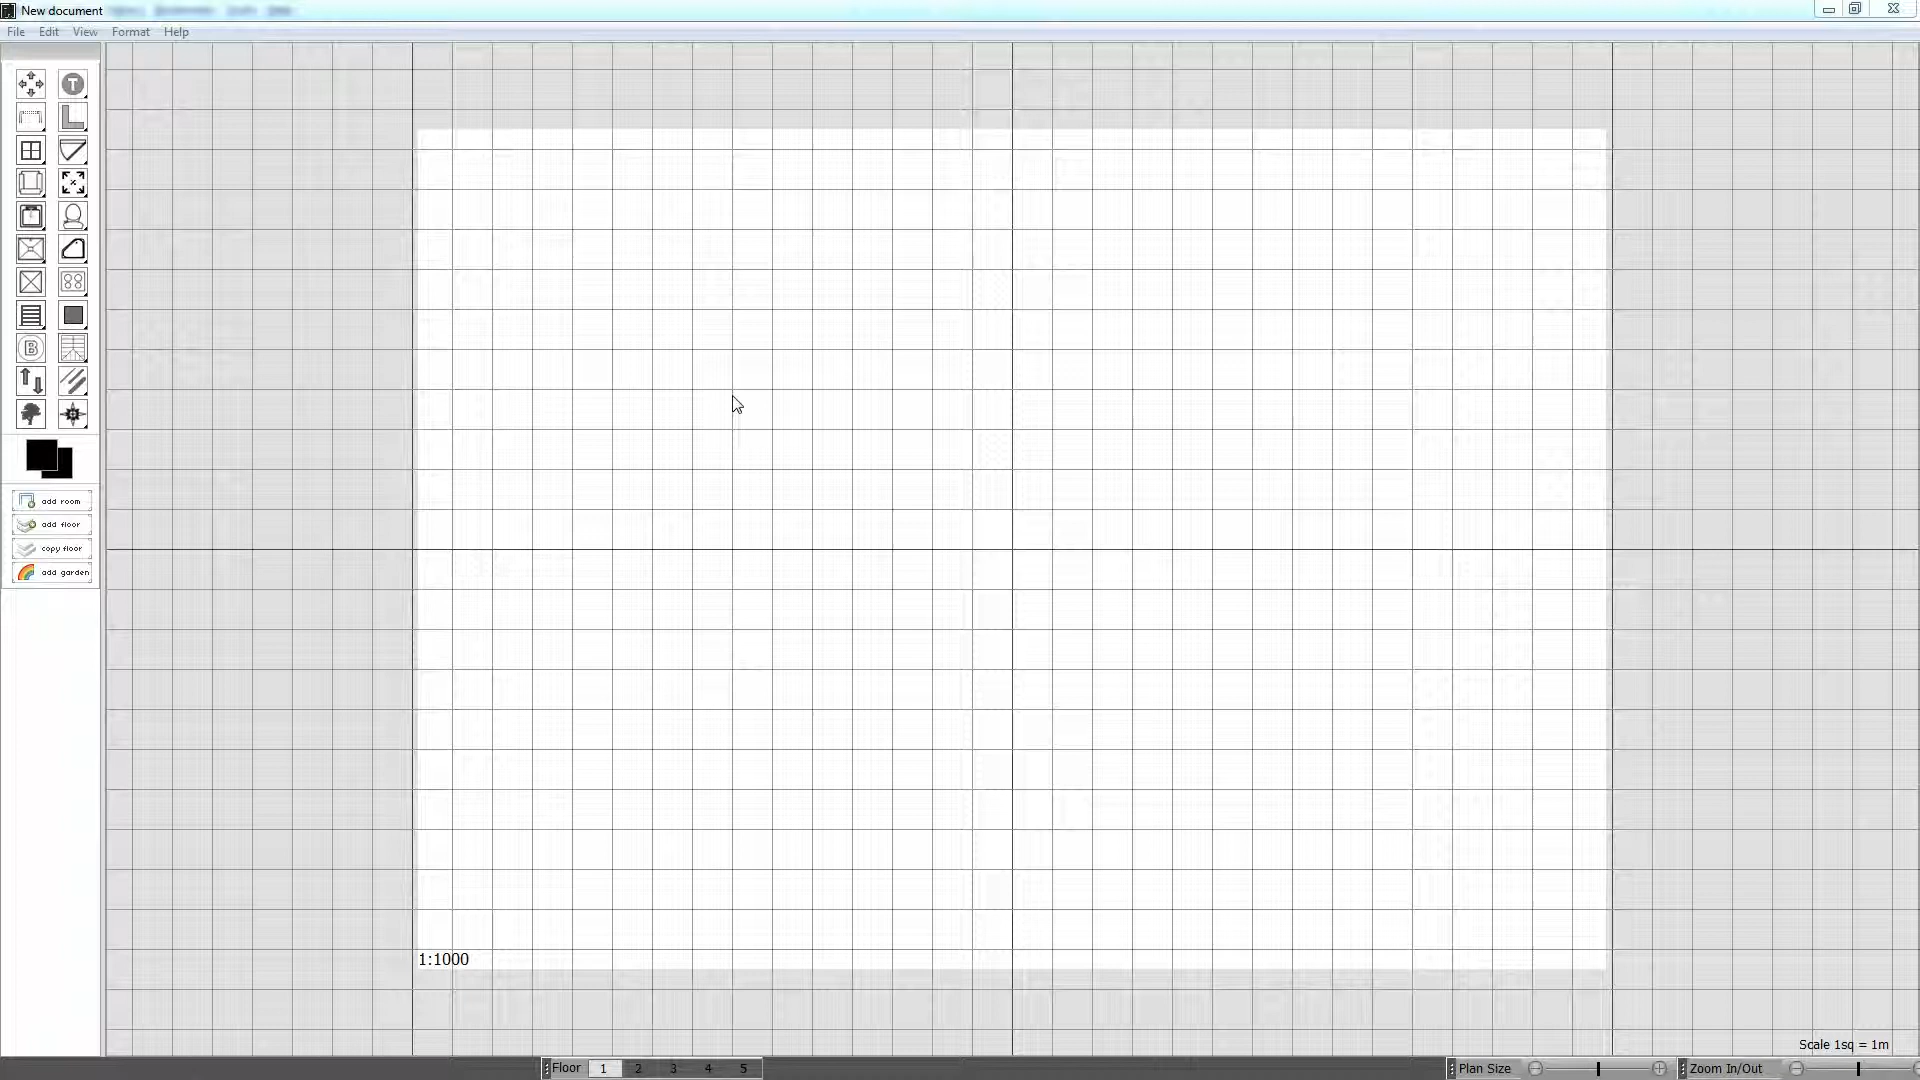 New document
File Edit View Format Help
T
B
add room
add floor
copy floor
add garden
1:1000
Scale 1sq = 1m
Floor 1 2 3 4 5
Plan Size
Zoom In/Out